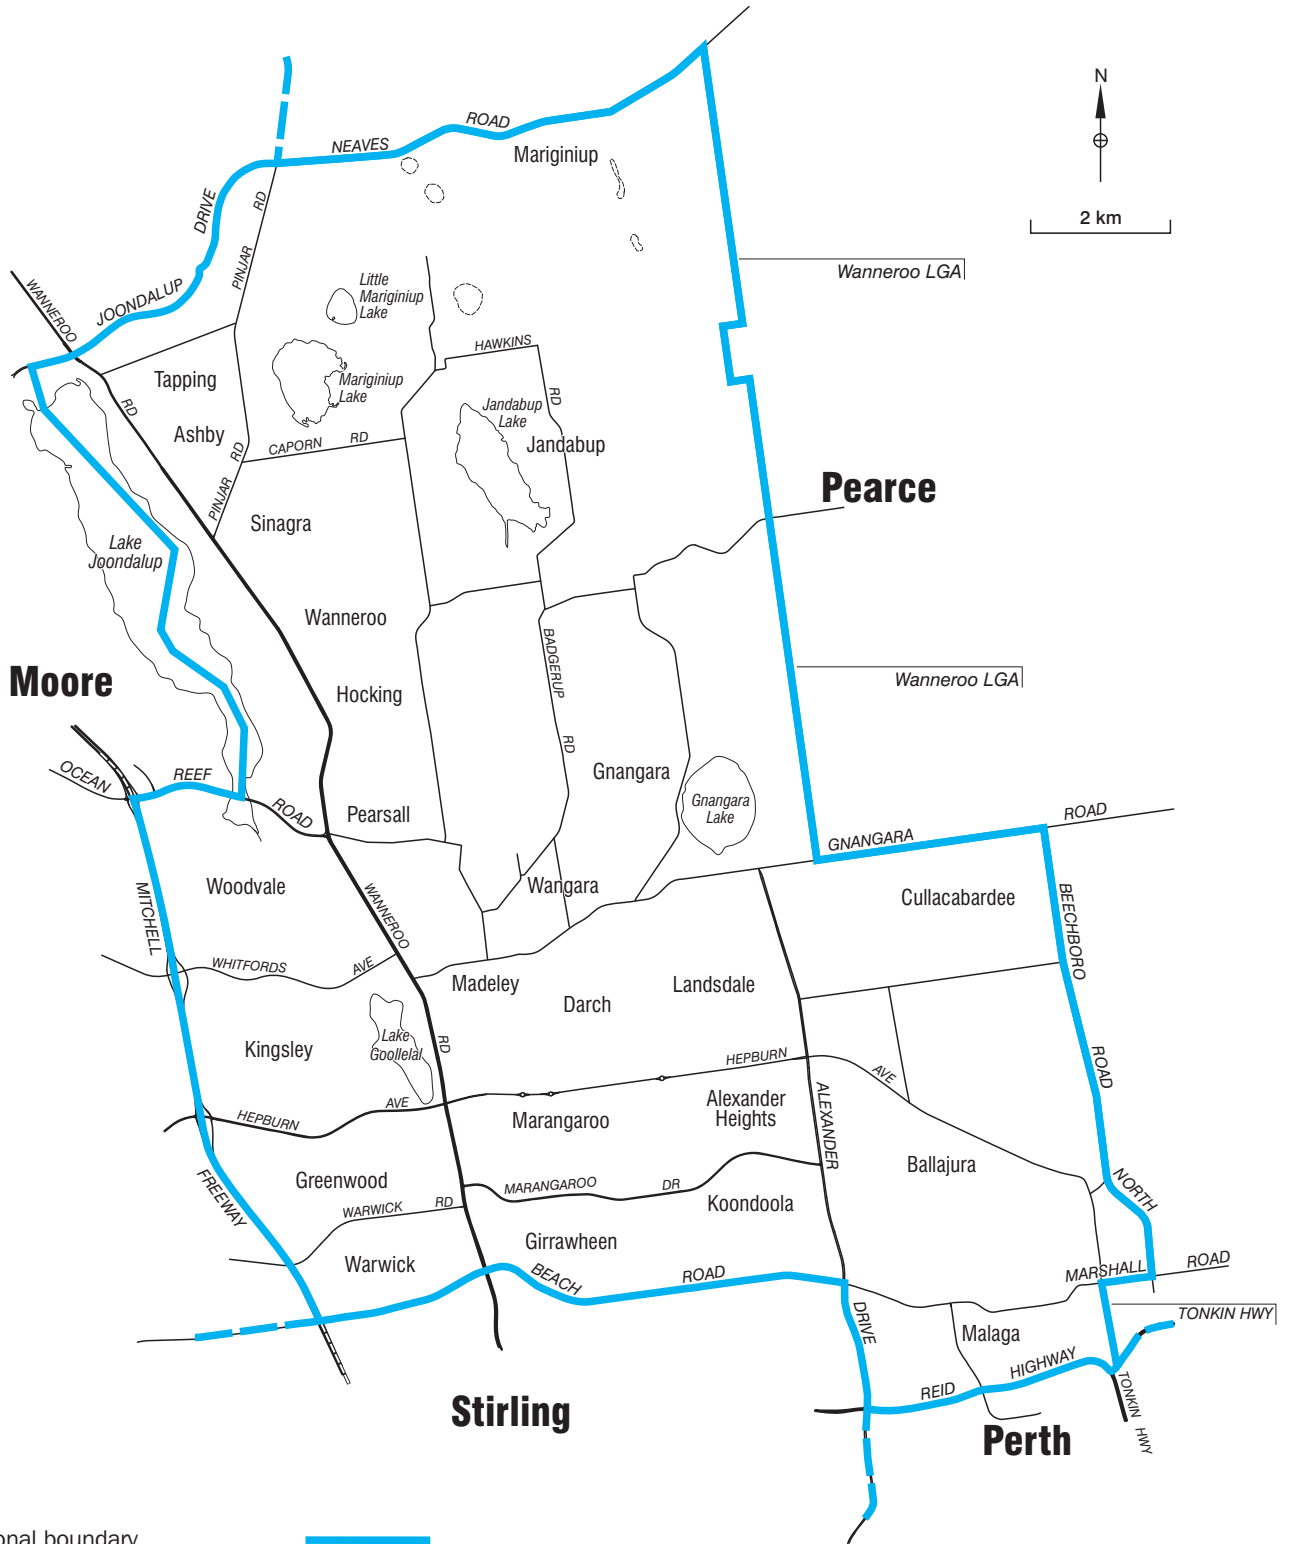 N
2 km
NEAVES
ROAD
Mariginiup
DRIVE
RD
PINJAR
JOONDALUP
WANNEROO
Wanneroo LGA
Little
Mariginiup
Lake
HAWKINS
Tapping
Mariginiup
Lake
RD
RD
Jandabup
Lake
Ashby
RD
CAPORN
RD
Jandabup
PINJAR
Pearce
Sinagra
Lake
Joondalup
Wanneroo
BADGERUP
Moore
Hocking
Wanneroo LGA
RD
OCEAN
REEF
ROAD
Gnangara
Gnangara
Lake
Pearsall
GNANGARA
ROAD
Woodvale
MITCHELL
WANNEROO
Wangara
Cullacabardee
BEECHBORO
WHITFORDS
AVE
Madeley
Darch
Landsdale
Kingsley
Lake
Goollelal
RD
HEPBURN
AVE
ROAD
HEPBURN
AVE
Marangaroo
Alexander
Heights
ALEXANDER
Greenwood
Ballajura
FREEWAY
MARANGAROO
DR
NORTH
WARWICK
RD
Koondoola
Girrawheen
Warwick
BEACH
ROAD
MARSHALL
ROAD
DRIVE
Malaga
TONKIN HWY
HIGHWAY
REID
TONKIN
HWY
Stirling
Perth
onal boundary